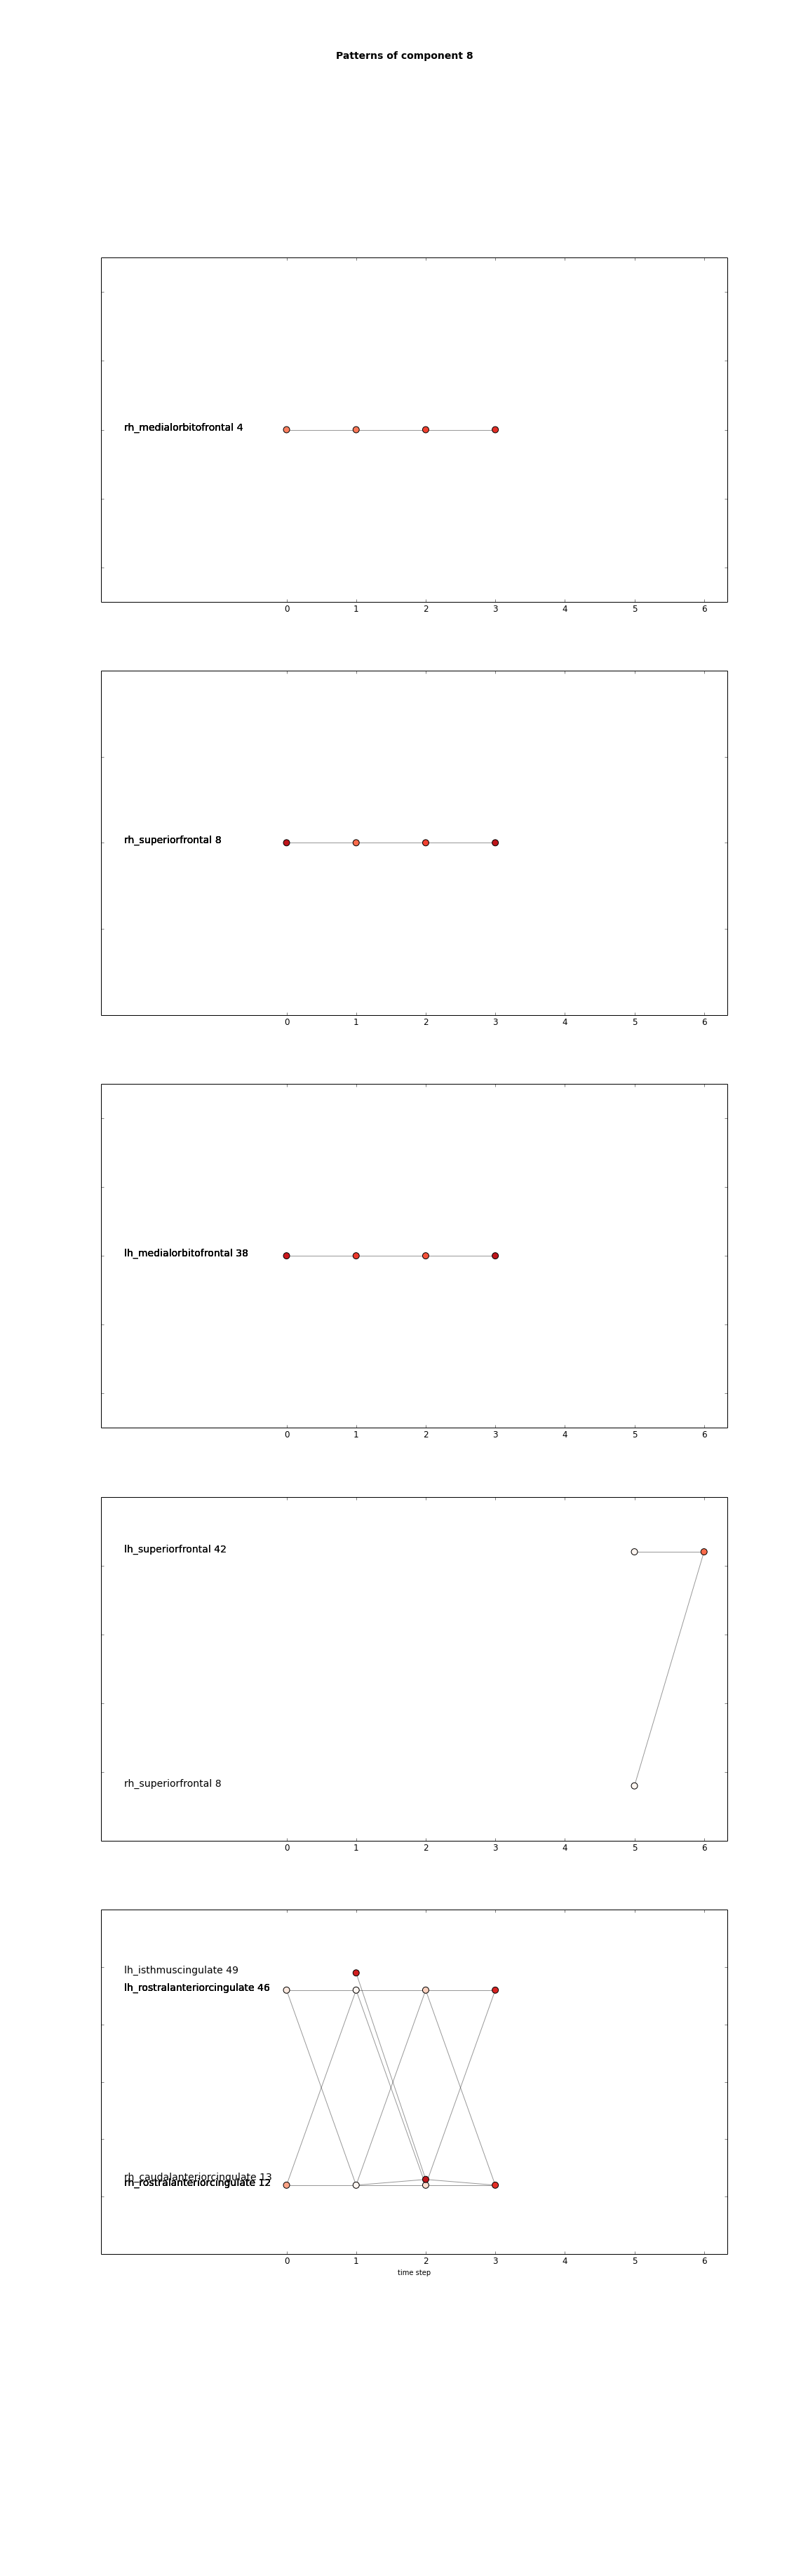 Patterns of component 8
rh_medialorbitofrontal 4
0 1 2 3 4 5 6
rh_superiorfrontal 8
0 1 2 3 4 5 6
lh_medialorbitofrontal 38
0 1 2 3 4 5 6
lh_superiorfrontal 42
rh_superiorfrontal 8
0 1 2 3 4 5 6
lh_isthmuscingulate 49
lh_rostralanteriorcingulate 46
rh_caudalanteriorcingulate 13
rh_rostralanteriorcingulate 12
0 1 2 3 4 5 6
time step